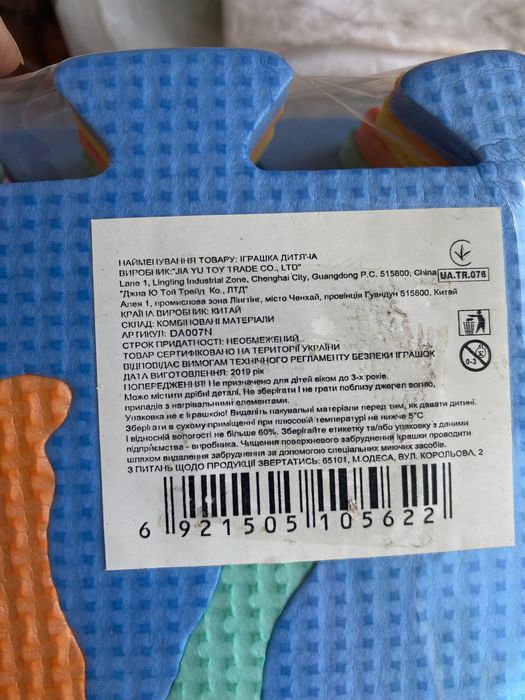 НАЙМЕНУВАННЯ ТОВАРУ: ІГРАШКА ДИТЯЧА
ВИРОБНИК:"JIA YU TOY TRADE CO., LTD"
Lane 1, Lingting Industrial Zone, Chenghai City, Guangdong P.C. 515800, China
"Джиа Ю Той Трейд Ко., ЛТД"
Алея 1, промислова зона Лінгінг, місто Ченхай, провінція Гуандун 515800, Китай
КРАЇНА ВИРОБНИК: КИТАЙ
СКЛАД: КОМБІНОВАНІ МАТЕРІАЛИ
АРТИКУЛ: DA007N
СТРОК ПРИДАТНОСТІ: НЕОБМЕЖЕНИЙ
ТОВАР СЕРТИФІКОВАНО НА ТЕРИТОРІЇ УКРАЇНИ
ВІДПОВІДАЄ ВИМОГАМ ТЕХНІЧНОГО РЕГЛАМЕНТУ БЕЗПЕКИ ІГРАШОК
ДАТА ВИГОТОВЛЕННЯ: 2019 рік
ПОПЕРЕДЖЕННЯ! Не призначено для дітей віком до 3-х років.
Може містити дрібні деталі, Не зберігати і не грати поблизу джерел вогню,
приладів з нагрівальними елементами.
Упаковка не є іграшкою! Видаліть пакувальні матеріали перед тим, як давати дитині.
Зберігати в сухому приміщенні при плюсовій температурі не нижче 5°С
і відносній вологості не більше 60%. Зберігайте етикетку та/або упаковку з даними
підприємства - виробника. Чищення поверхневого забруднення іграшки проводити
шляхом видалення забруднення за допомогою спеціальних миючих засобів.
З ПИТАНЬ ЩОДО ПРОДУКЦІЇ ЗВЕРТАТИСЬ: 65101, М.ОДЕСА, ВУЛ. КОРОЛЬОВА, 2
UA.TR.076
0-3
6 921505 105622